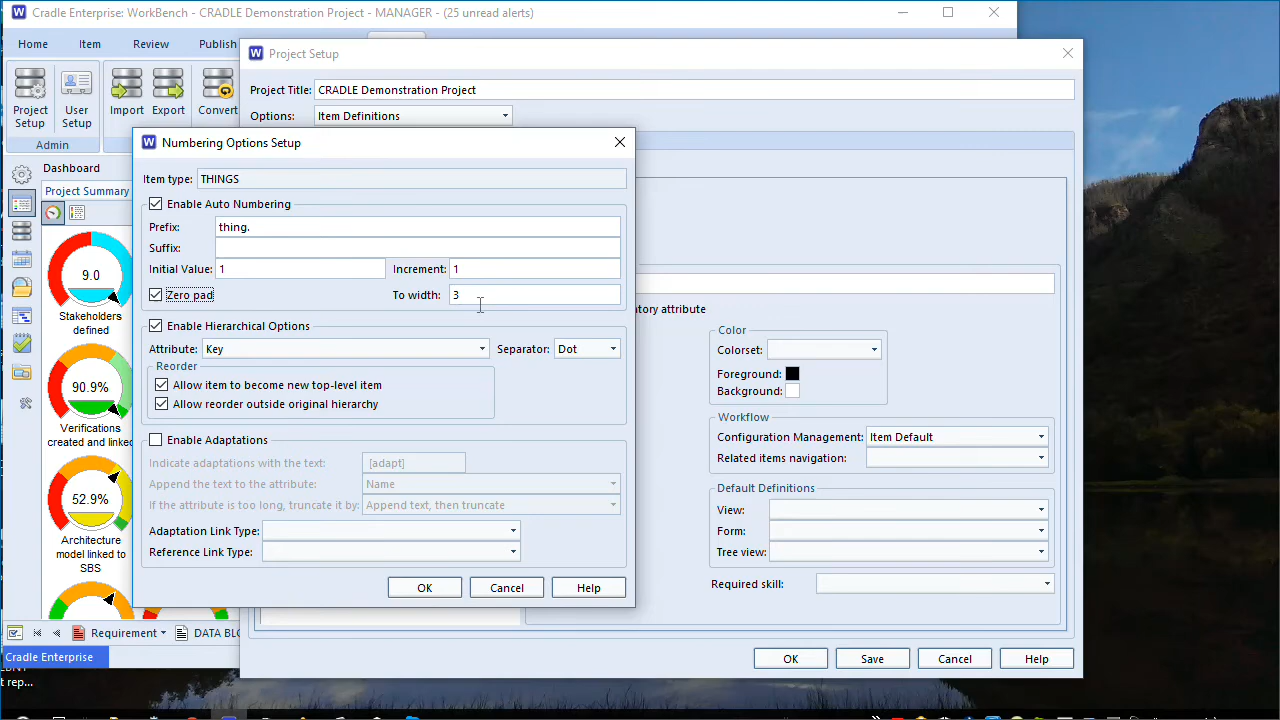 Cradle Enterprise: WorkBench - CRADLE Demonstration Project - MANAGER - (25 unread alerts)
Home Item Review Publish
Project Setup
Project Title: CRADLE Demonstration Project
Options: Item Definitions
Project Setup
User Setup
Import
Export
Convert
Admin
Numbering Options Setup
Item type: THINGS
Enable Auto Numbering
Prefix: thing.
Suffix:
Initial Value: 1 Increment: 1
Zero pad To width: 3
Enable Hierarchical Options
Attribute: Key Separator: Dot
Reorder
Allow item to become new top-level item
Allow reorder outside original hierarchy
Enable Adaptations
Indicate adaptations with the text: [adapt]
Append the text to the attribute: Name
If the attribute is too long, truncate it by: Append text, then truncate
Adaptation Link Type:
Reference Link Type:
OK Cancel Help
Dashboard
Project Summary
9.0
Stakeholders
defined
90.9%
Verifications
created and linked
52.9%
Architecture
model linked to
SBS
tory attribute
Color
Colorset:
Foreground:
Background:
Workflow
Configuration Management: Item Default
Related items navigation:
Default Definitions
View:
Form:
Tree view:
Required skill:
OK Save Cancel Help
Requirement DATA BL
Cradle Enterprise
t rep...